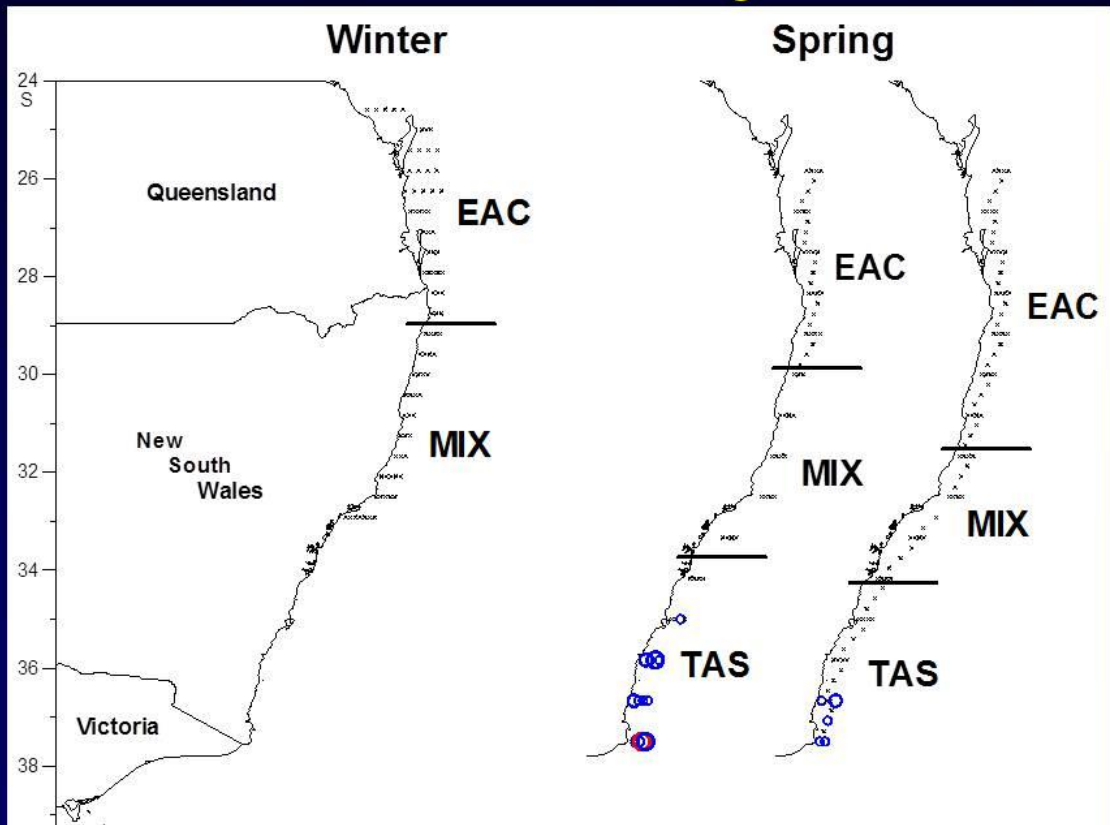 Winter
Spring
24
S
26
28
30
32
34
36
38
Queensland
New
South
Wales
Victoria
EAC
MIX
EAC
MIX
TAS
EAC
MIX
TAS